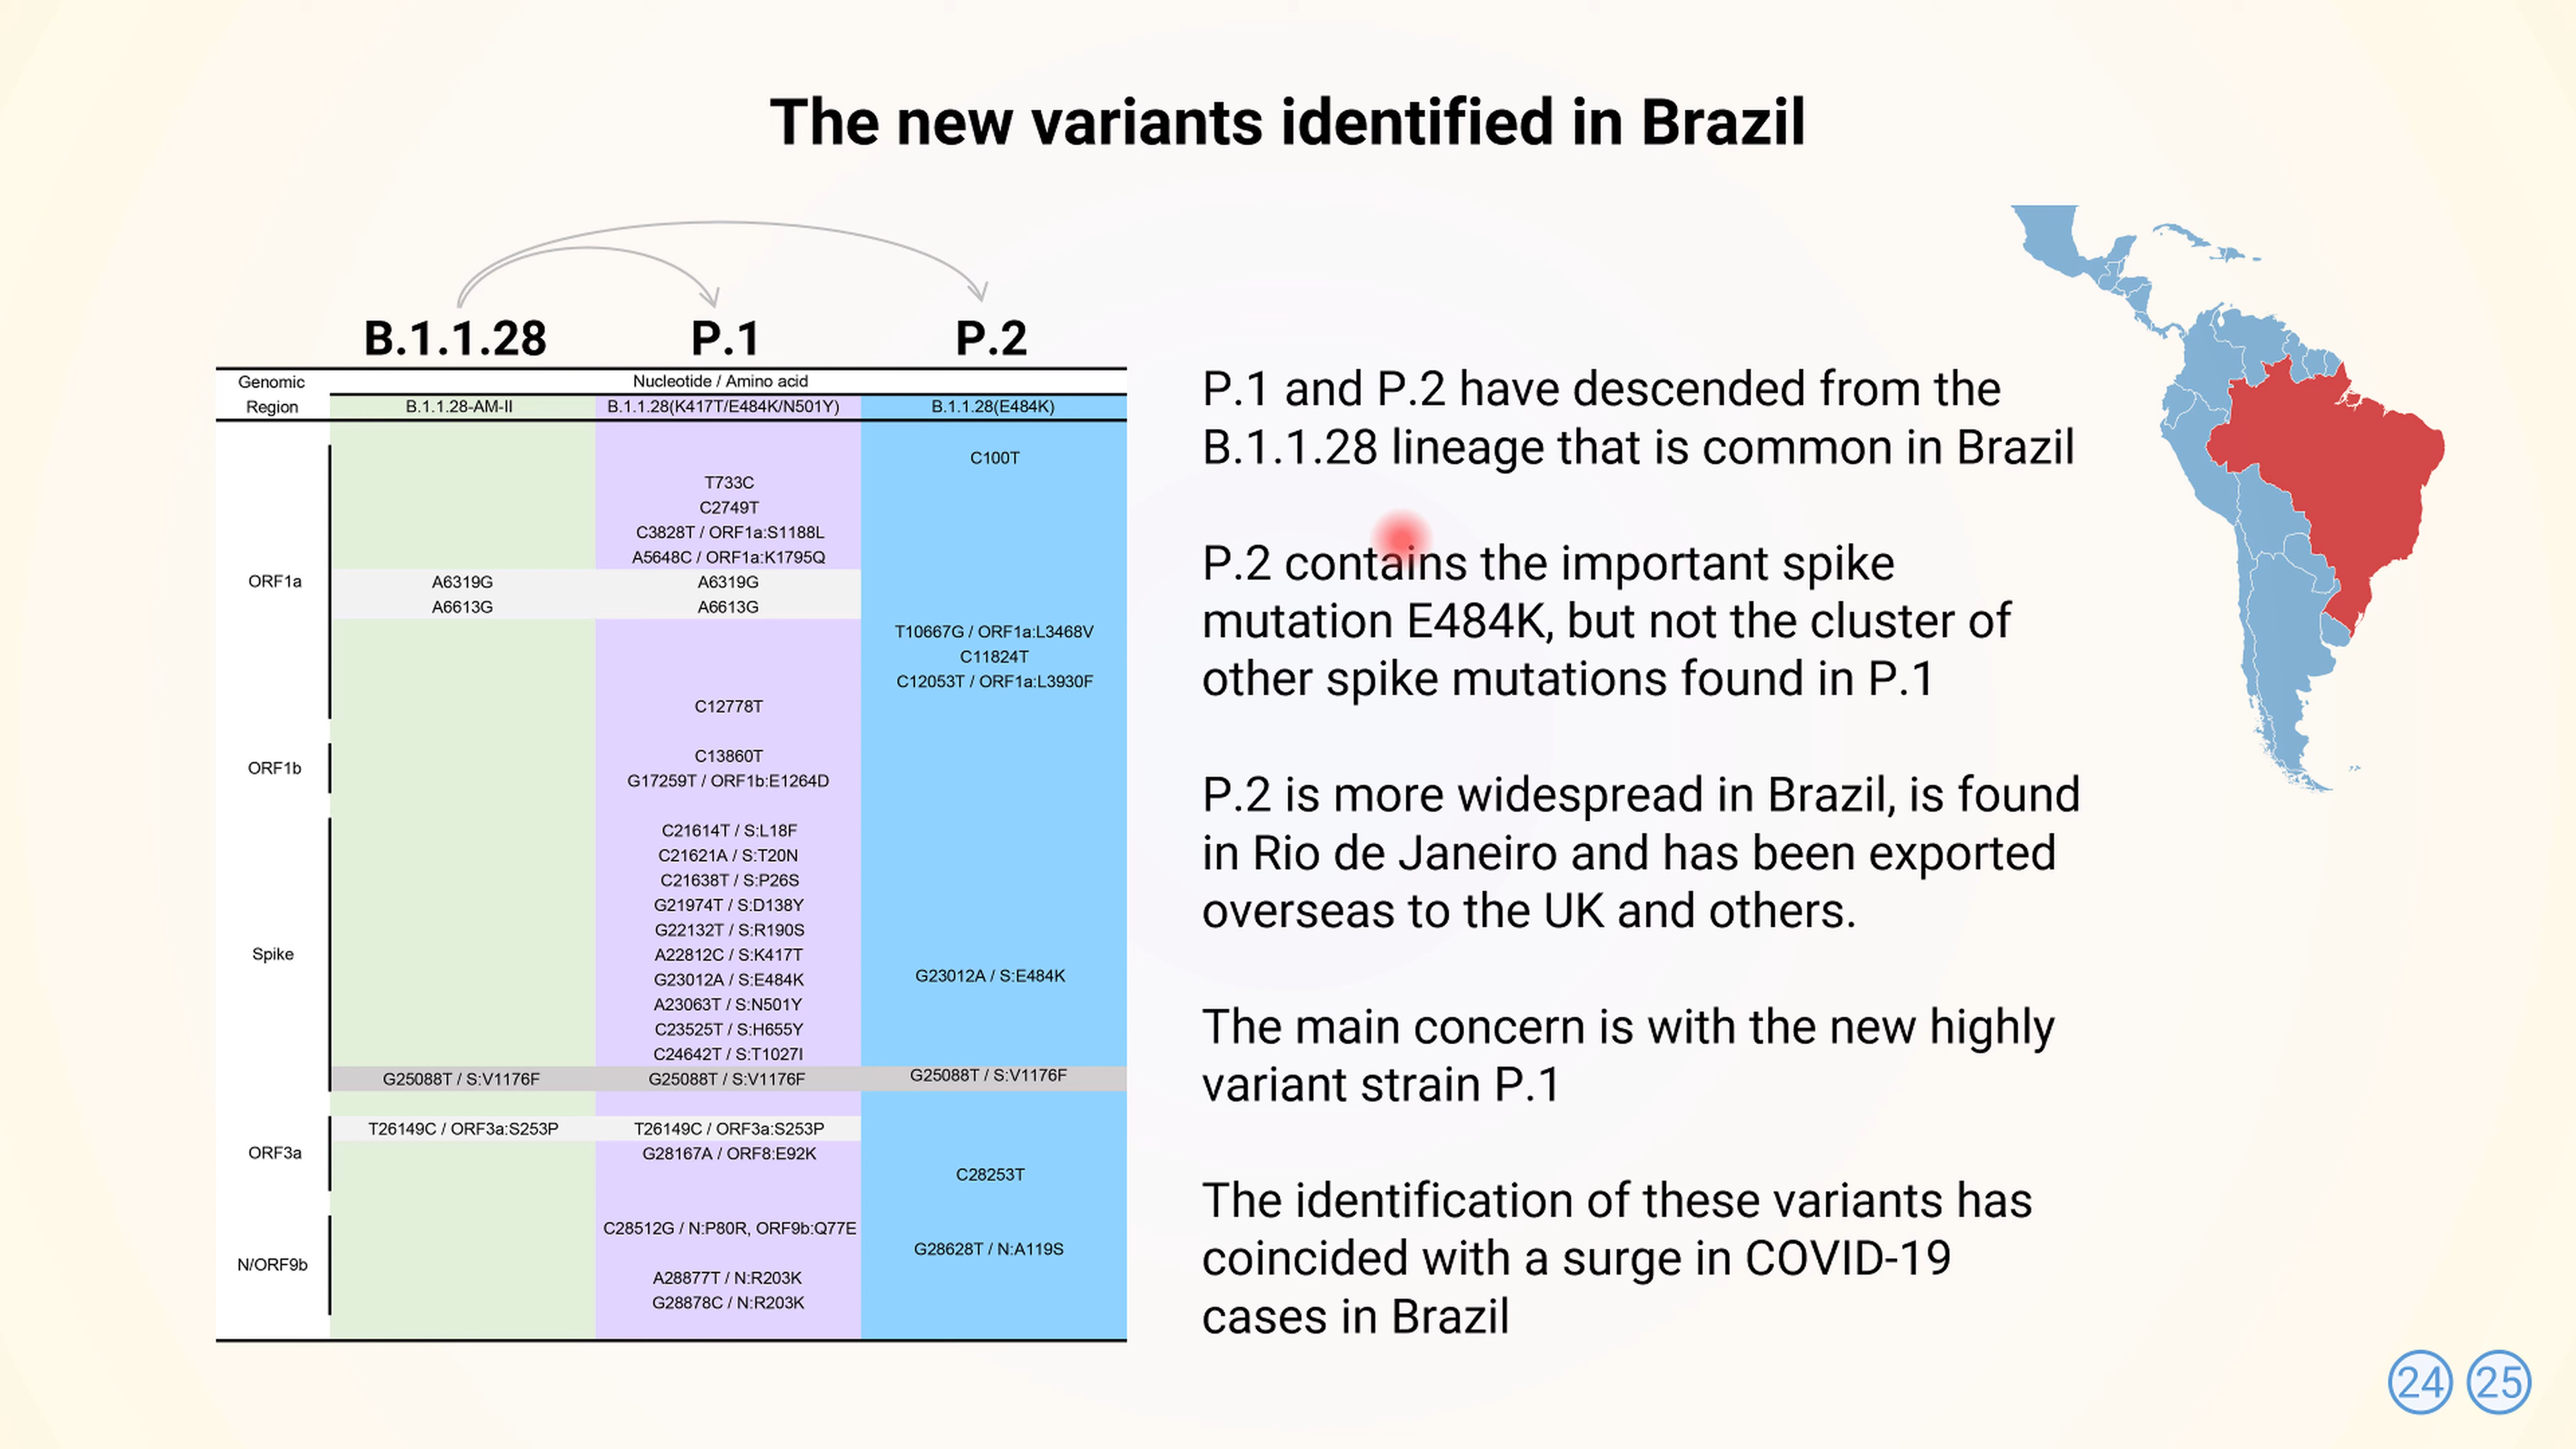 The new variants identified in Brazil
B.1.1.28 P.1 P.2
Genomic Nucleotide / Amino acid
Region B.1.1.28-AM-II B.1.1.28(K417T/E484K/N501Y) B.1.1.28(E484K)
C100T
T733C
C2749T
C3828T / ORF1a:S1188L
A5648C / ORF1a:K1795Q
ORF1a A6319G A6319G
A6613G A6613G
T10667G / ORF1a:L3468V
C11824T
C12053T / ORF1a:L3930F
C12778T
C13860T
ORF1b
G17259T / ORF1b:E1264D
C21614T / S:L18F
C21621A / S:T20N
C21638T / S:P26S
G21974T / S:D138Y
G22132T / S:R190S
Spike A22812C / S:K417T
G23012A / S:E484K G23012A / S:E484K
A23063T / S:N501Y
C23525T / S:H655Y
C24642T / S:T1027I
G25088T / S:V1176F G25088T / S:V1176F G25088T / S:V1176F
T26149C / ORF3a:S253P T26149C / ORF3a:S253P
ORF3a G28167A / ORF8:E92K
C28253T
C28512G / N:P80R, ORF9b:Q77E
G28628T / N:A119S
N/ORF9b
A28877T / N:R203K
G28878C / N:R203K
P.1 and P.2 have descended from the
B.1.1.28 lineage that is common in Brazil
P.2 contains the important spike
mutation E484K, but not the cluster of
other spike mutations found in P.1
P.2 is more widespread in Brazil, is found
in Rio de Janeiro and has been exported
overseas to the UK and others.
The main concern is with the new highly
variant strain P.1
The identification of these variants has
coincided with a surge in COVID-19
cases in Brazil
24 25